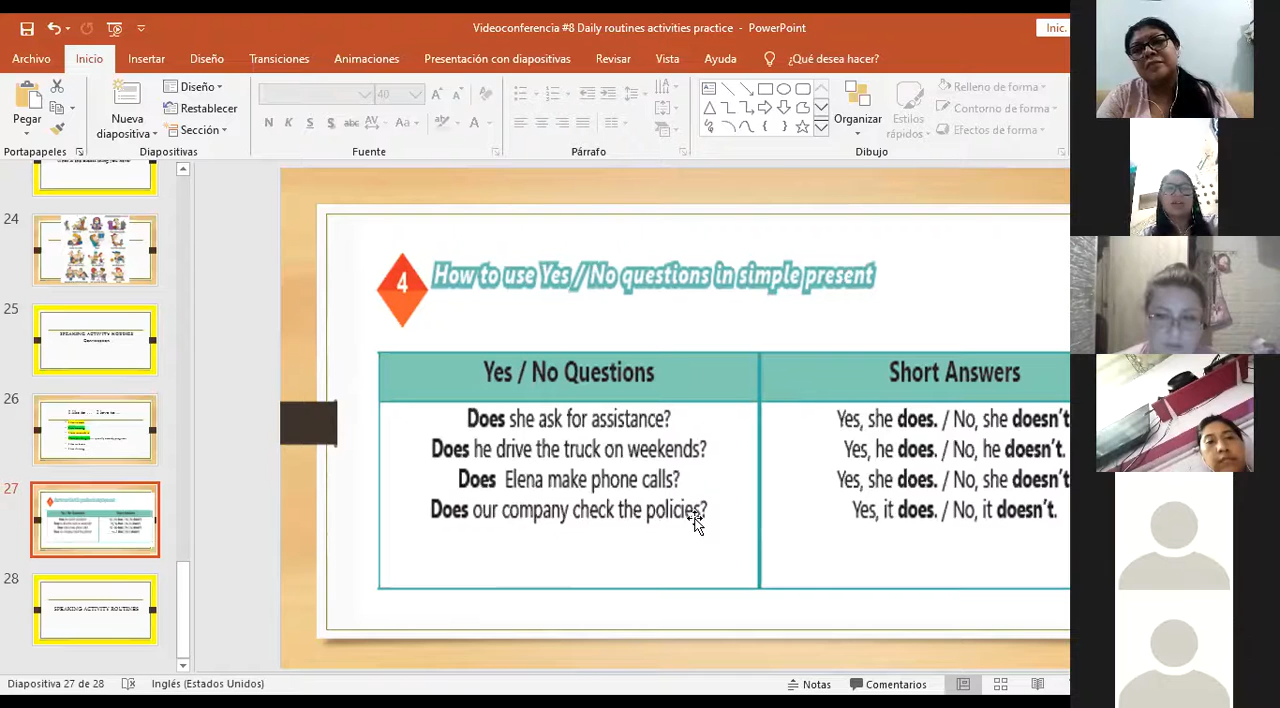 Videoconferencia #8 Daily routines activities practice - PowerPoint
Inic.
Archivo Inicio Insertar Diseño Transiciones Animaciones Presentación con diapositivas Revisar Vista Ayuda ¿Qué desea hacer?
Pegar
Nueva diapositiva
Diseño
Restablecer
Sección
40
N K S S abc AV Aa A
Organizar
Estilos rápidos
Relleno de forma
Contorno de forma
Efectos de forma
Portapapeles Diapositivas Fuente Párrafo Dibujo
24
25
SPEAKING ACTIVITY ROUTINES
26
27
28
SPEAKING ACTIVITY ROUTINES
4 How to use Yes / No questions in simple present
Yes / No Questions
Does she ask for assistance?
Does he drive the truck on weekends?
Does Elena make phone calls?
Does our company check the policies?
Short Answers
Yes, she does. / No, she doesn't
Yes, he does. / No, he doesn't.
Yes, she does. / No, she doesn't
Yes, it does. / No, it doesn't.
Diapositiva 27 de 28 Inglés (Estados Unidos) Notas Comentarios